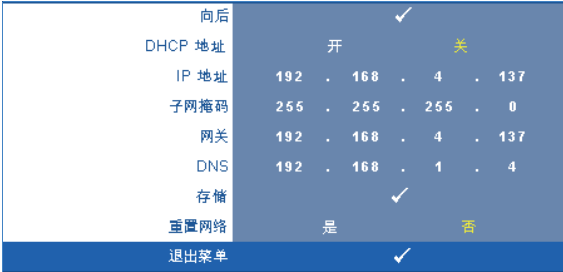 向后 ✓
DHCP 地址 开 关
IP 地址 192 . 168 . 4 . 137
子网掩码 255 . 255 . 255 . 0
网关 192 . 168 . 4 . 137
DNS 192 . 168 . 1 . 4
存储 ✓
重置网络 是 否
退出菜单 ✓